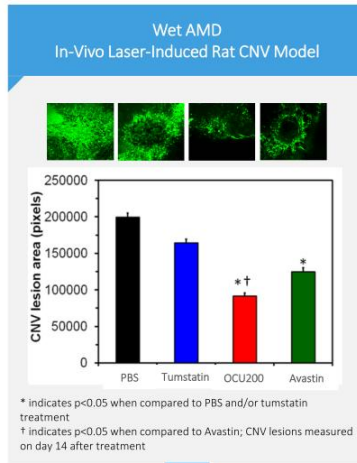 Wet AMD
In-Vivo Laser-Induced Rat CNV Model
CNV lesion area (pixels)
250000
200000
150000
100000
50000
0
*†
*
PBS Tumstatin OCU200 Avastin
* indicates p<0.05 when compared to PBS and/or tumstatin
treatment
† indicates p<0.05 when compared to Avastin; CNV lesions measured
on day 14 after treatment